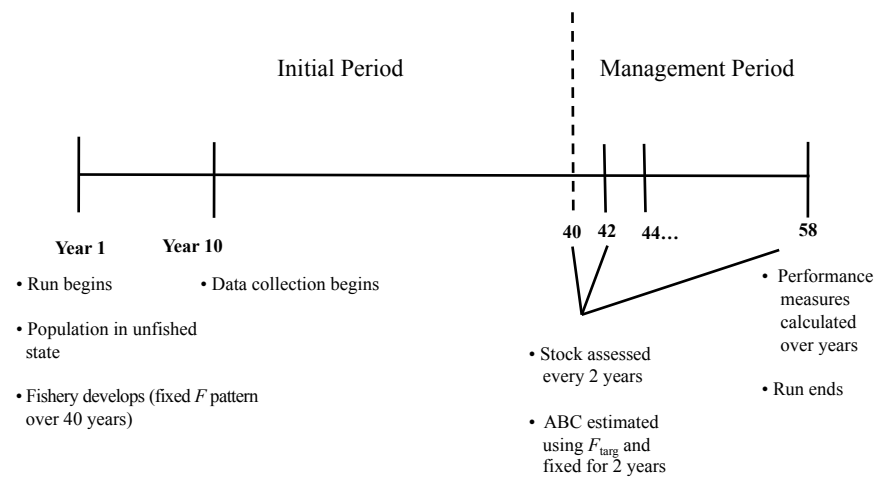 Initial Period
Management Period
Year 1
Year 10
40
42
44…
58
• Run begins
• Population in unfished
state
• Fishery develops (fixed F pattern
over 40 years)
• Data collection begins
• Stock assessed
every 2 years
• ABC estimated
using Ftarg and
fixed for 2 years
• Performance
measures
calculated
over years
• Run ends